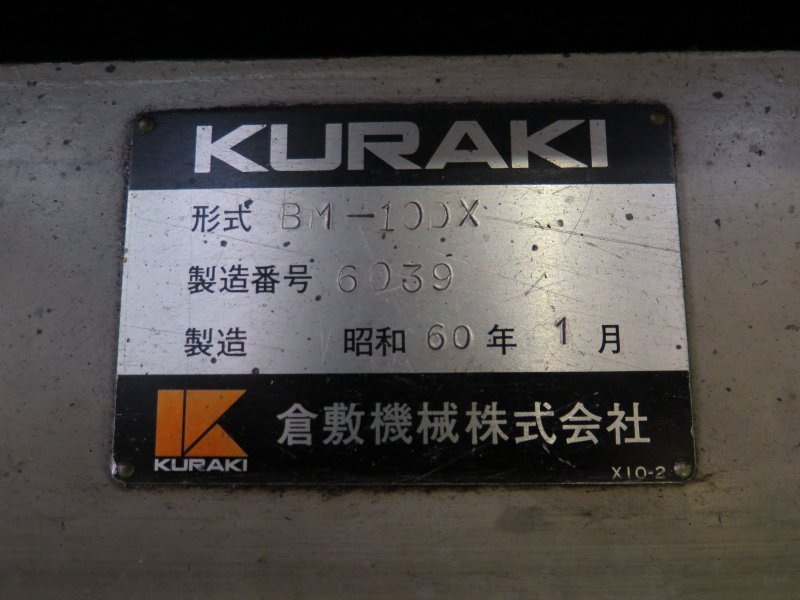 KURAKI
形式 BM-100X
製造番号 6039
製造 昭和 60 年 1 月
KURAKI
倉敷機械株式会社
X10-2